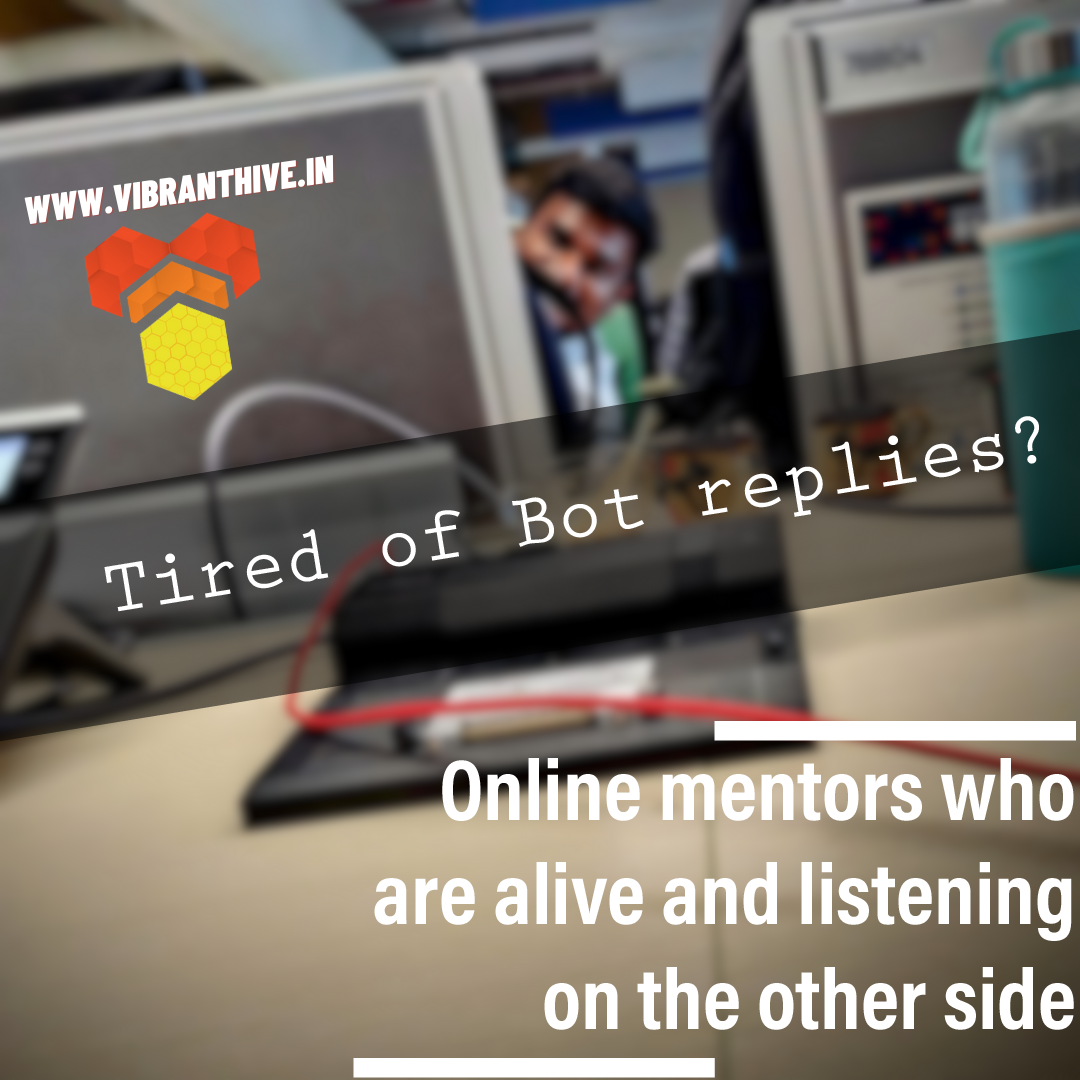 WWW.VIBRANTHIVE.IN
Tired of Bot replies?
Online mentors who
are alive and listening
on the other side